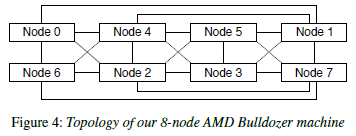 Node 0 Node 4 Node 5 Node 1
Node 6 Node 2 Node 3 Node 7
Figure 4: Topology of our 8-node AMD Bulldozer machine